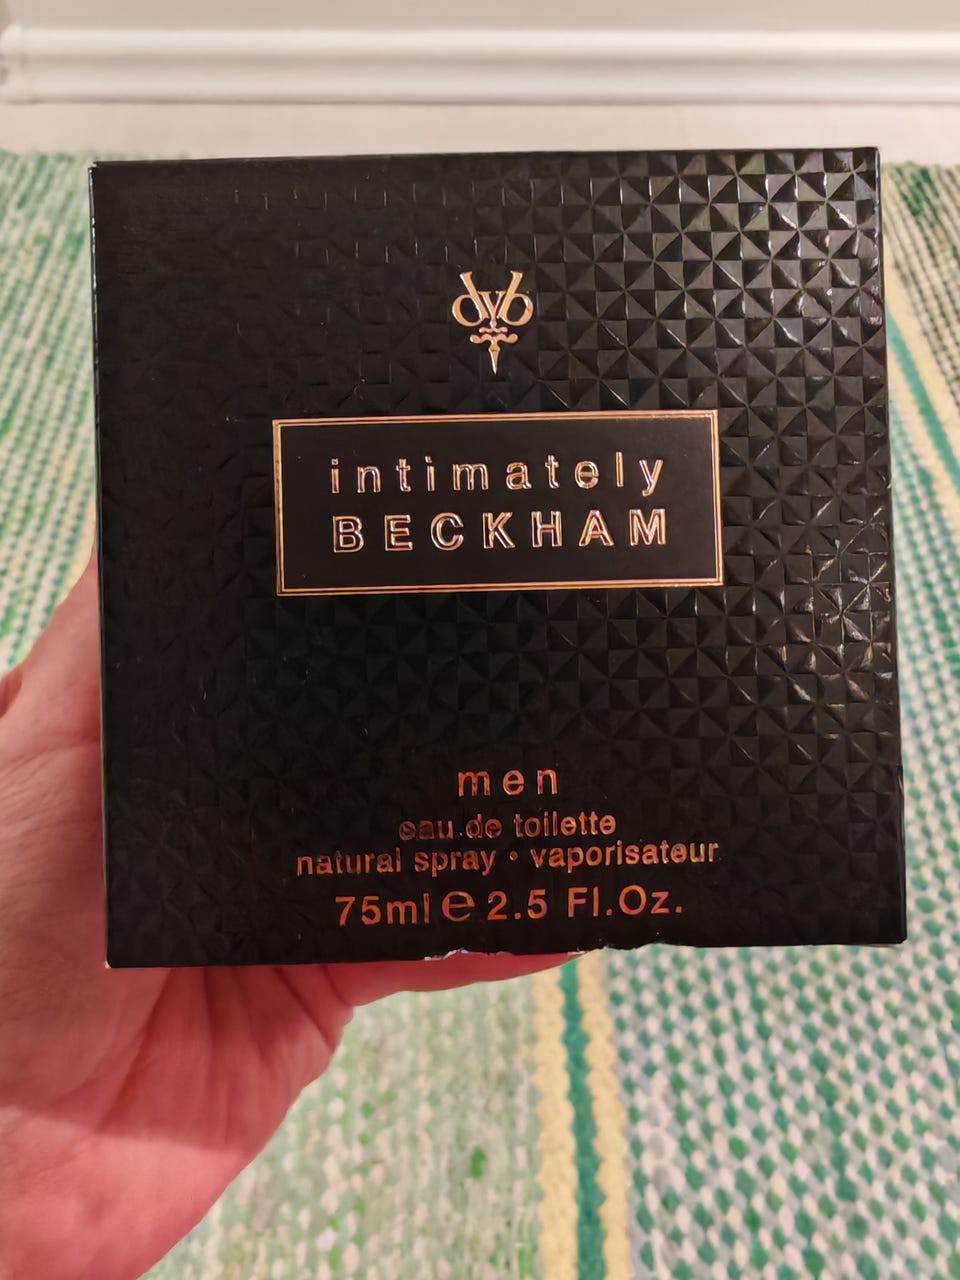 dvb
intimately
BECKHAM
men
eau de toilette
natural spray • vaporisateur
75ml e 2.5 Fl.Oz.